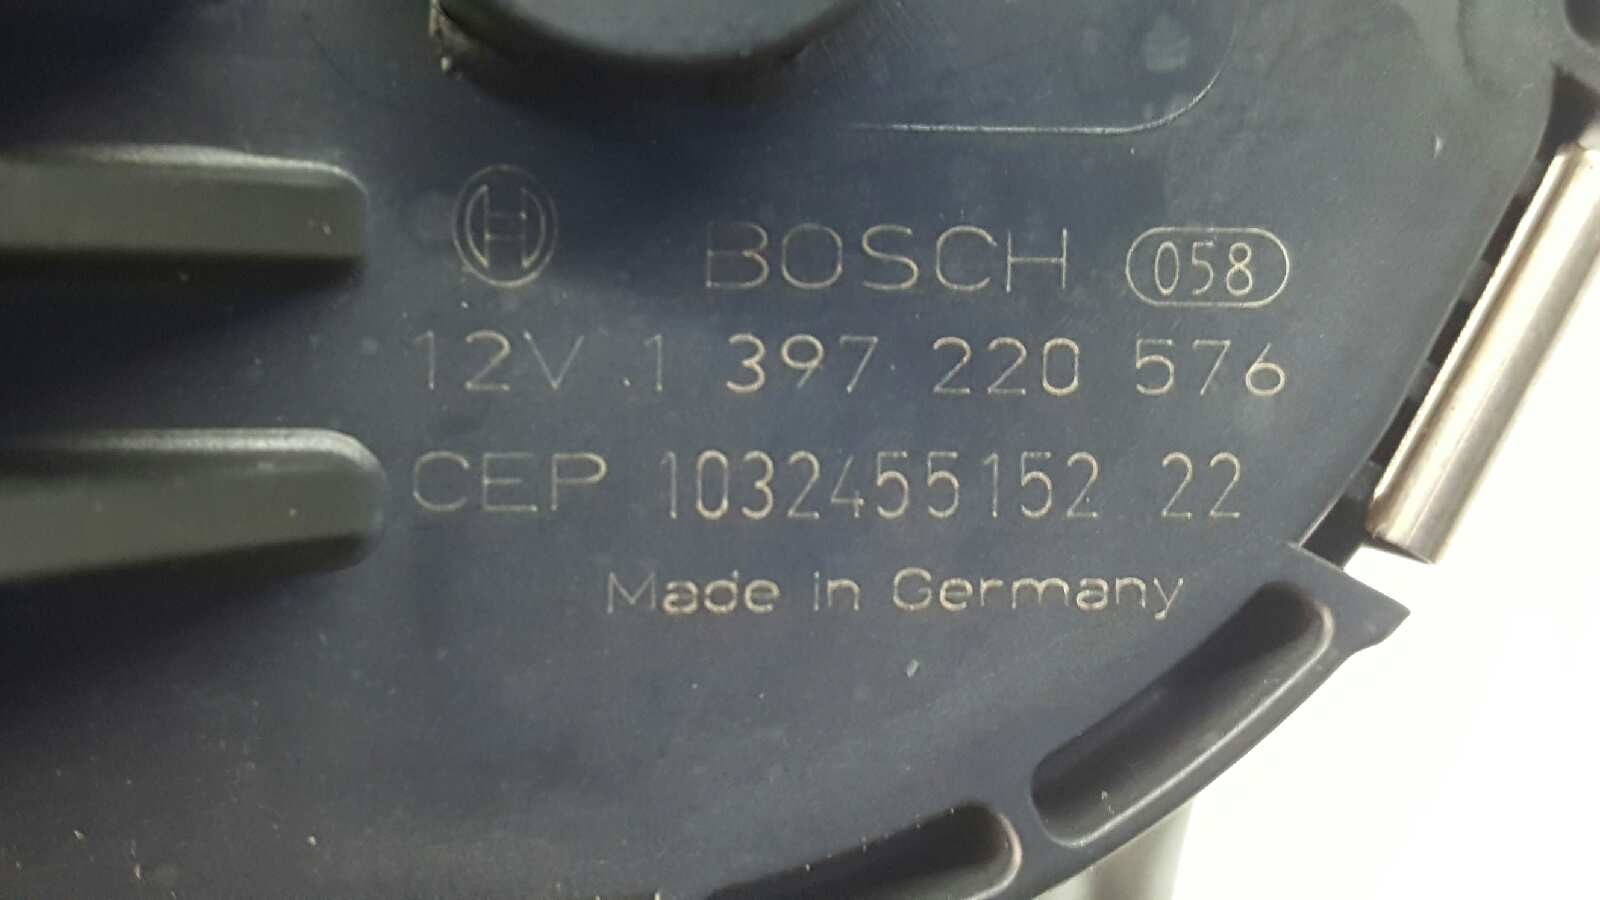 BOSCH 058
12V 1 397 220 576
CEP 1032455152 22
Made in Germany